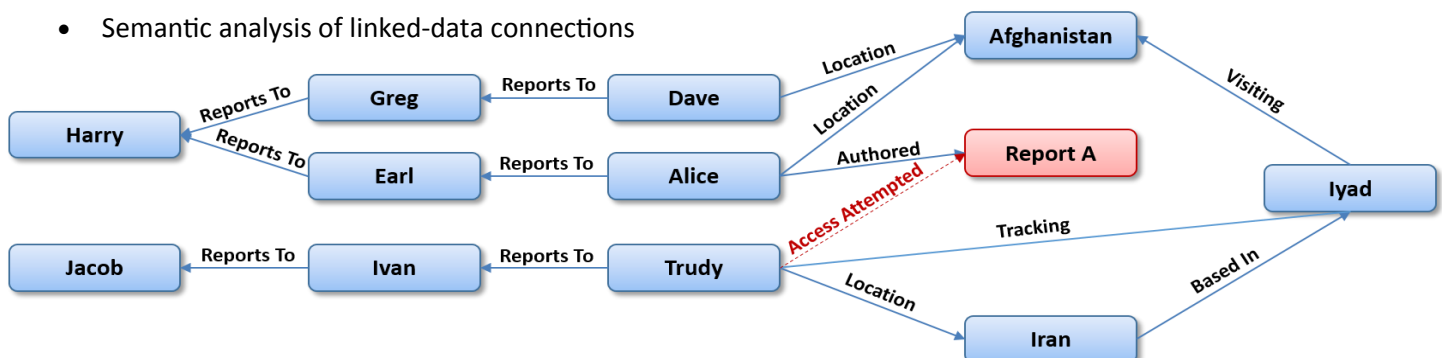 • Semantic analysis of linked-data connections
Afghanistan
Location
Visiting
Reports To
Greg
Reports To
Dave
Location
Harry
Reports To
Earl
Reports To
Alice
Authored
Report A
Iyad
Access Attempted
Tracking
Jacob
Reports To
Ivan
Reports To
Trudy
Location
Based In
Iran